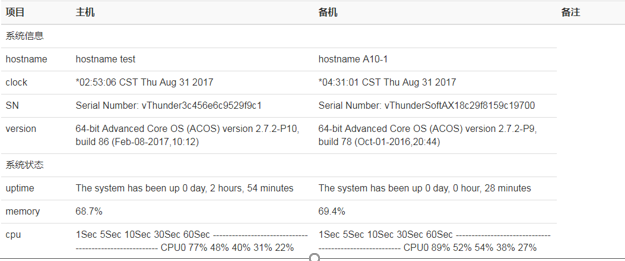 项目 主机 备机 备注
系统信息
hostname hostname test hostname A10-1
clock *02:53:06 CST Thu Aug 31 2017 *04:31:01 CST Thu Aug 31 2017
SN Serial Number: vThunder3c456e6c9529f9c1 Serial Number: vThunderSoftAX18c29f8159c19700
version 64-bit Advanced Core OS (ACOS) version 2.7.2-P10, 64-bit Advanced Core OS (ACOS) version 2.7.2-P9,
build 86 (Feb-08-2017,10:12) build 78 (Oct-01-2016,20:44)
系统状态
uptime The system has been up 0 day, 2 hours, 54 minutes The system has been up 0 day, 0 hour, 28 minutes
memory 68.7% 69.4%
cpu 1Sec 5Sec 10Sec 30Sec 60Sec -------------------------------- 1Sec 5Sec 10Sec 30Sec 60Sec --------------------------------
--------------------------- CPU0 77% 48% 40% 31% 22% --------------------------- CPU0 89% 52% 54% 38% 27%